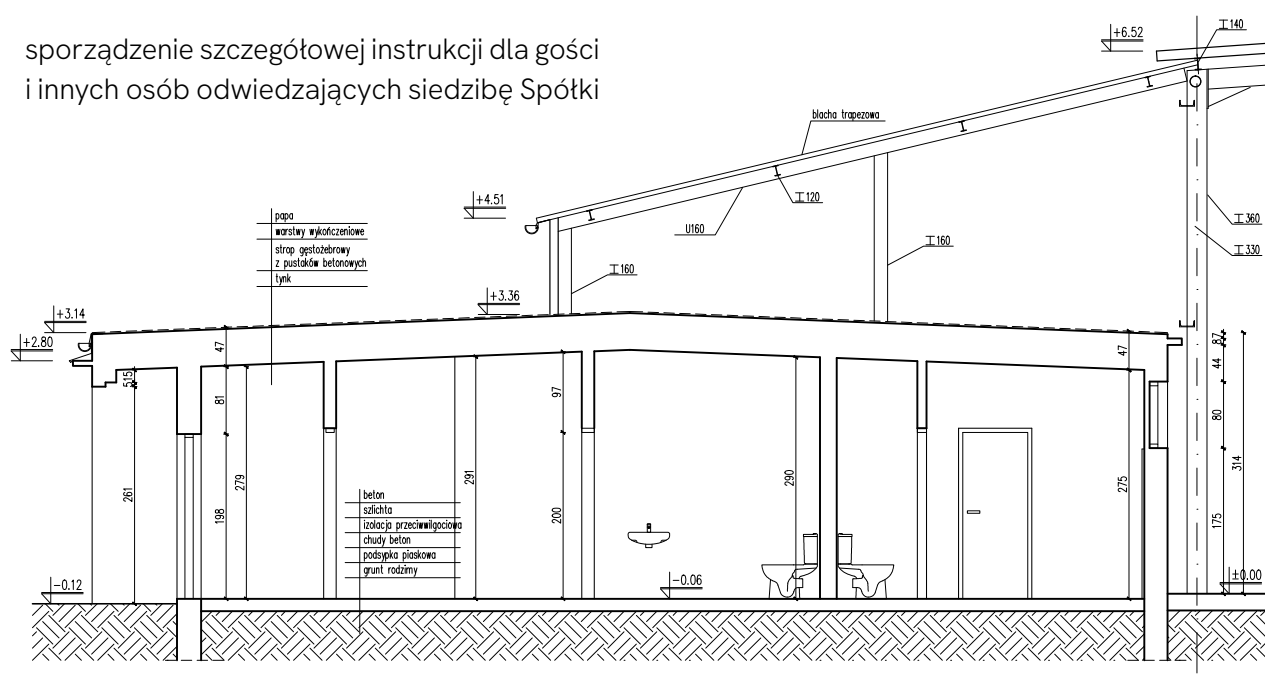 sporządzenie szczegółowej instrukcji dla gości
i innych osób odwiedzających siedzibę Spółki
+6.52
140
blacha trapezowa
+4.51
120
U160
360
330
160
160
papa
warstwy wykończeniowe
strop gęstożebrowy
z pustaków betonowych
tynk
+3.36
+3.14
+2.80
47
47
87
44
515
81
97
80
261
279
198
291
200
290
275
175
314
beton
szlichta
izolacja przeciwwilgociowa
chudy beton
podsypka piaskowa
grunt rodzimy
-0.12
-0.06
±0.00